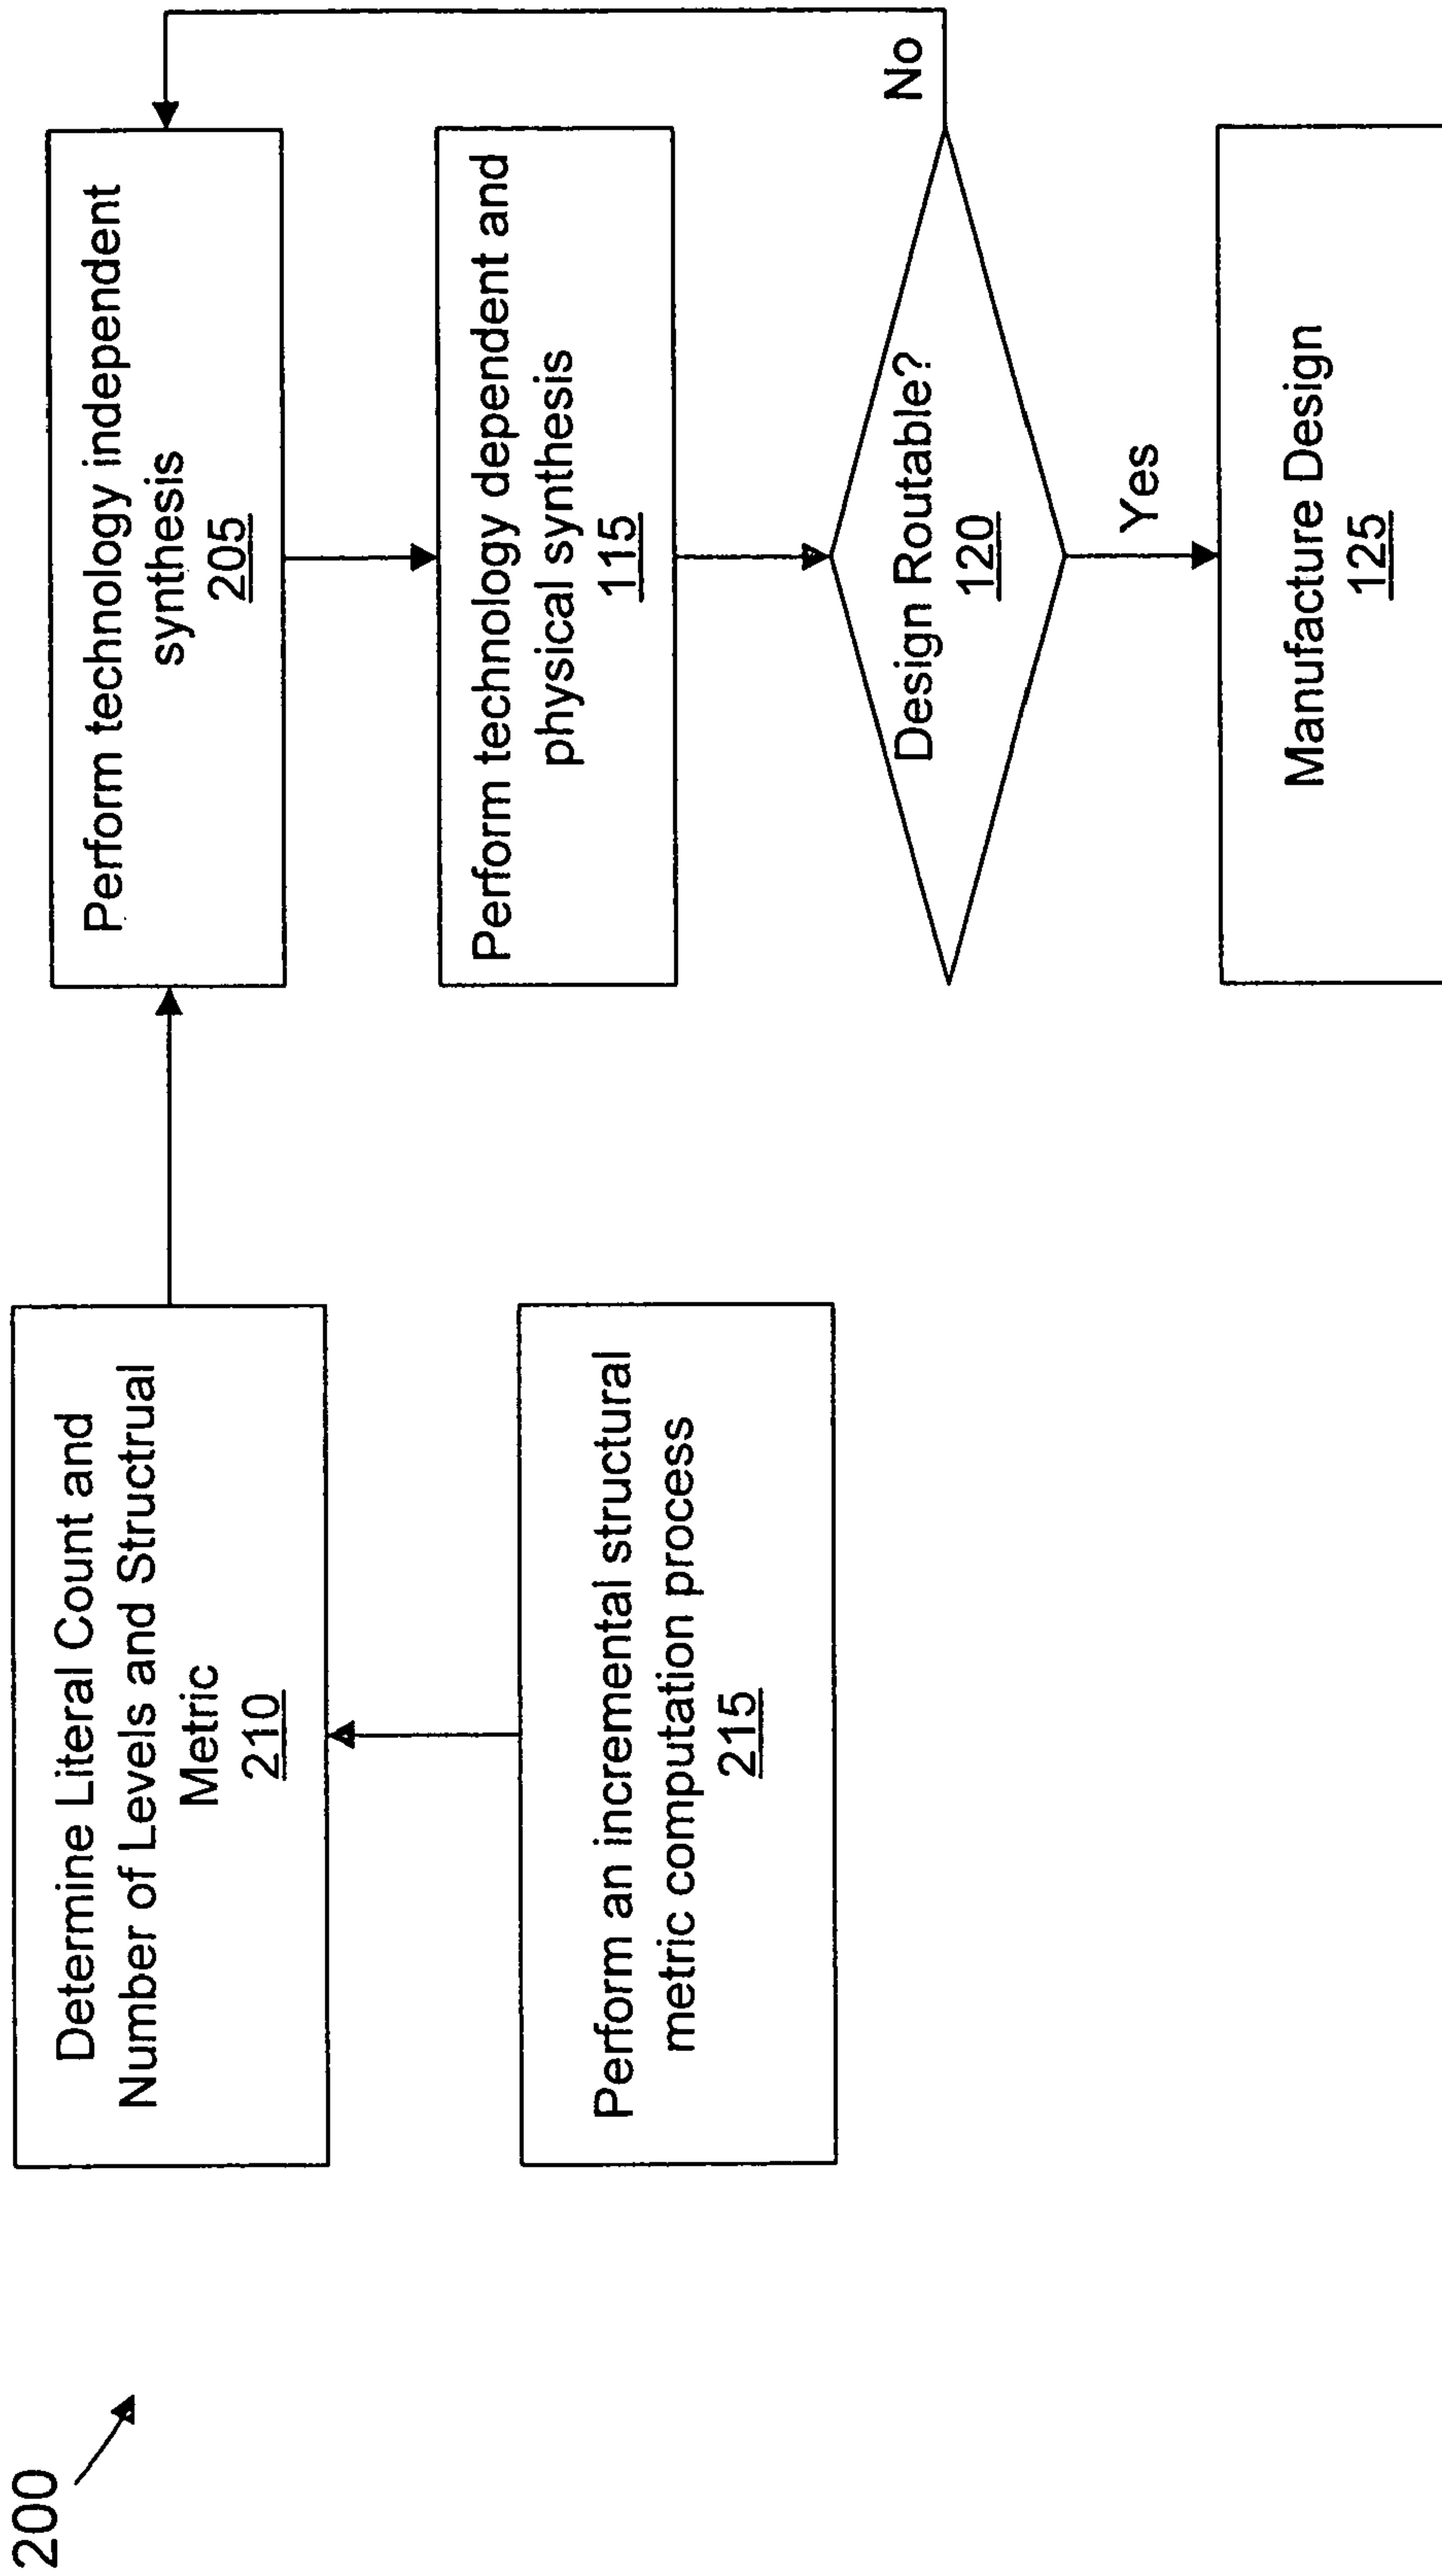 200
Determine Literal Count and
Number of Levels and Structrual
Metric
210
Perform an incremental structural
metric computation process
215
Perform technology independent
synthesis
205
Perform technology dependent and
physical synthesis
115
Design Routable?
120
No
Yes
Manufacture Design
125